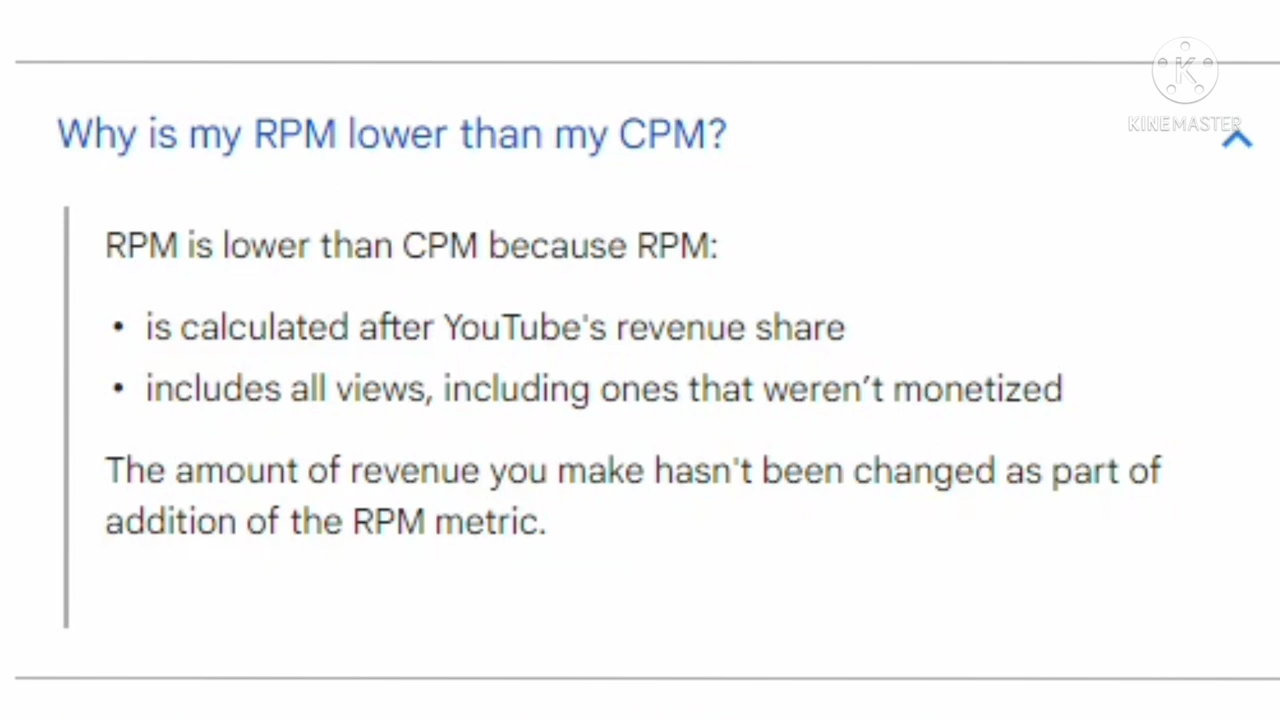 KINEMASTER
Why is my RPM lower than my CPM?
RPM is lower than CPM because RPM:
• is calculated after YouTube's revenue share
• includes all views, including ones that weren’t monetized
The amount of revenue you make hasn't been changed as part of
addition of the RPM metric.